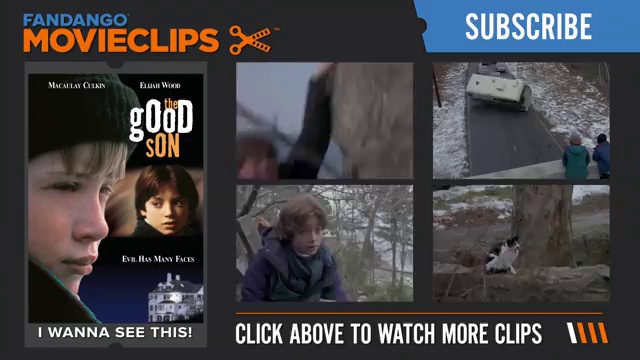 FANDANGO
MOVIECLIPS™
SUBSCRIBE
MACAULAY CULKIN ELIJAH WOOD
the
gOOD
sON
EVIL HAS MANY FACES
I WANNA SEE THIS!
CLICK ABOVE TO WATCH MORE CLIPS